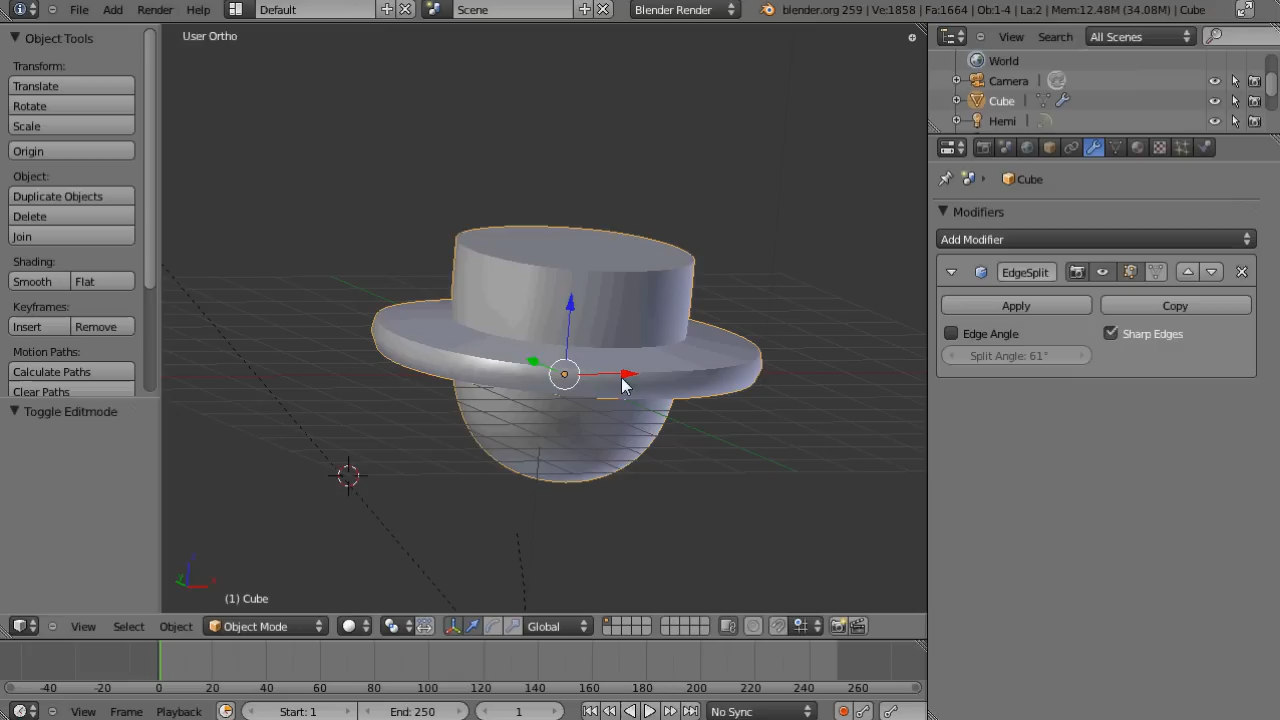 File Add Render Help Default Scene Blender Render blender.org 259 | Ve:1858 | Fa:1664 | Ob:1-4 | La:2 | Mem:12.48M (34.08M) | Cube
Object Tools
Transform:
Translate
Rotate
Scale
Origin
Object:
Duplicate Objects
Delete
Join
Shading:
Smooth Flat
Keyframes:
Insert Remove
Motion Paths:
Calculate Paths
Clear Paths
Toggle Editmode
User Ortho
(1) Cube
View Search All Scenes
World
Camera
Cube
Hemi
Cube
Modifiers
Add Modifier
EdgeSplit
Apply Copy
Edge Angle Sharp Edges
Split Angle: 61°
View Select Object Object Mode Global
-40 -20 0 20 40 60 80 100 120 140 160 180 200 220 240 260
View Frame Playback Start: 1 End: 250 1 No Sync